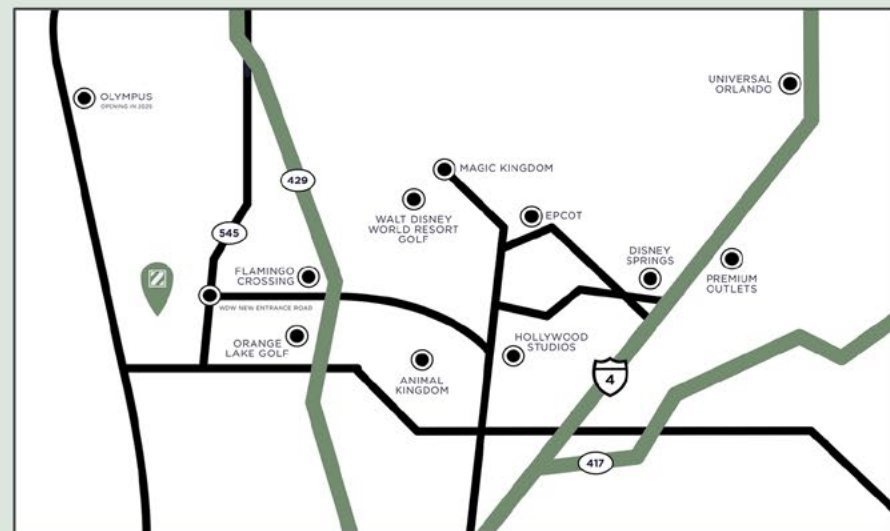 UNIVERSAL
ORLANDO
OLYMPUS
OPENING IN 2026
MAGIC KINGDOM
429
WALT DISNEY
WORLD RESORT
GOLF
EPCOT
545
DISNEY
SPRINGS
PREMIUM
OUTLETS
FLAMINGO
CROSSING
WDW NEW ENTRANCE ROAD
ORANGE
LAKE GOLF
HOLLYWOOD
STUDIOS
ANIMAL
KINGDOM
4
417